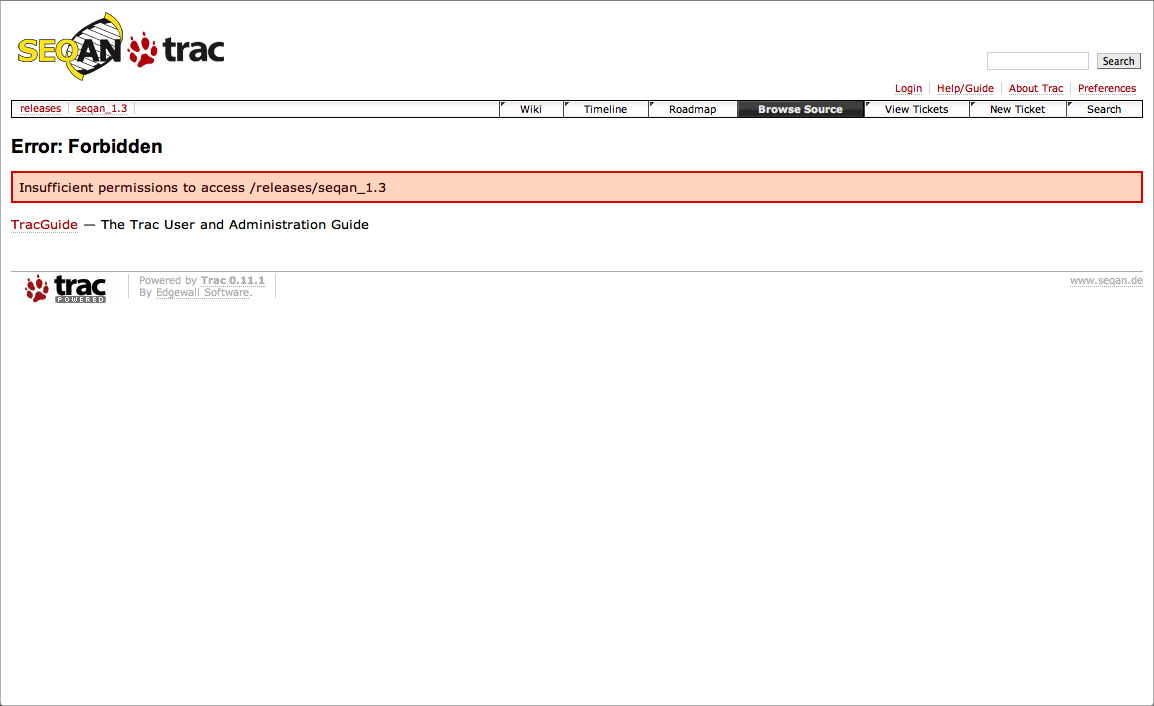 SEQAN trac
Search
Login Help/Guide About Trac Preferences
releases seqan_1.3 Wiki Timeline Roadmap Browse Source View Tickets New Ticket Search
Error: Forbidden
Insufficient permissions to access /releases/seqan_1.3
TracGuide — The Trac User and Administration Guide
trac POWERED
Powered by Trac 0.11.1
By Edgewall Software.
www.seqan.de